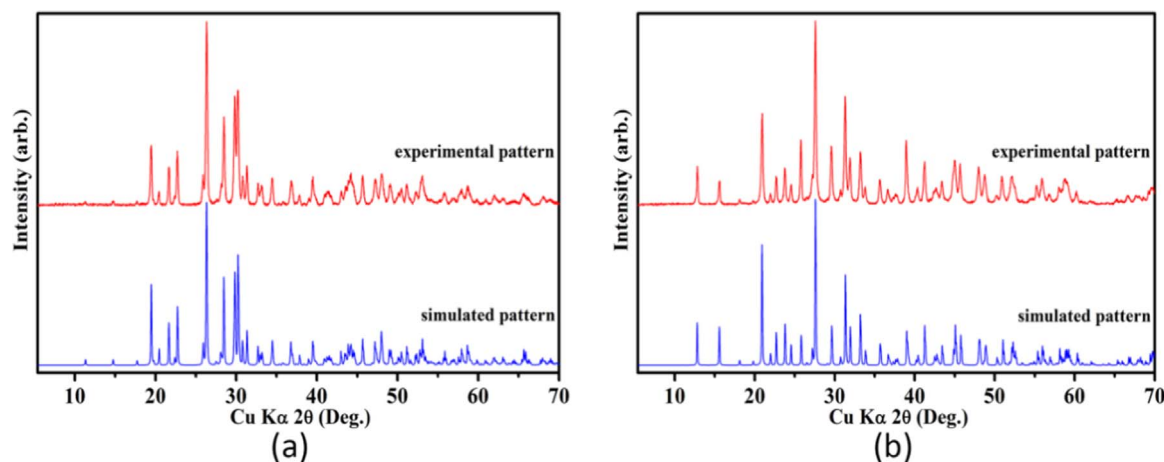 Intensity (arb.)
experimental pattern
simulated pattern
10 20 30 40 50 60 70
Cu Kα 2θ (Deg.)
(a)
Intensity (arb.)
experimental pattern
simulated pattern
10 20 30 40 50 60 70
Cu Kα 2θ (Deg.)
(b)